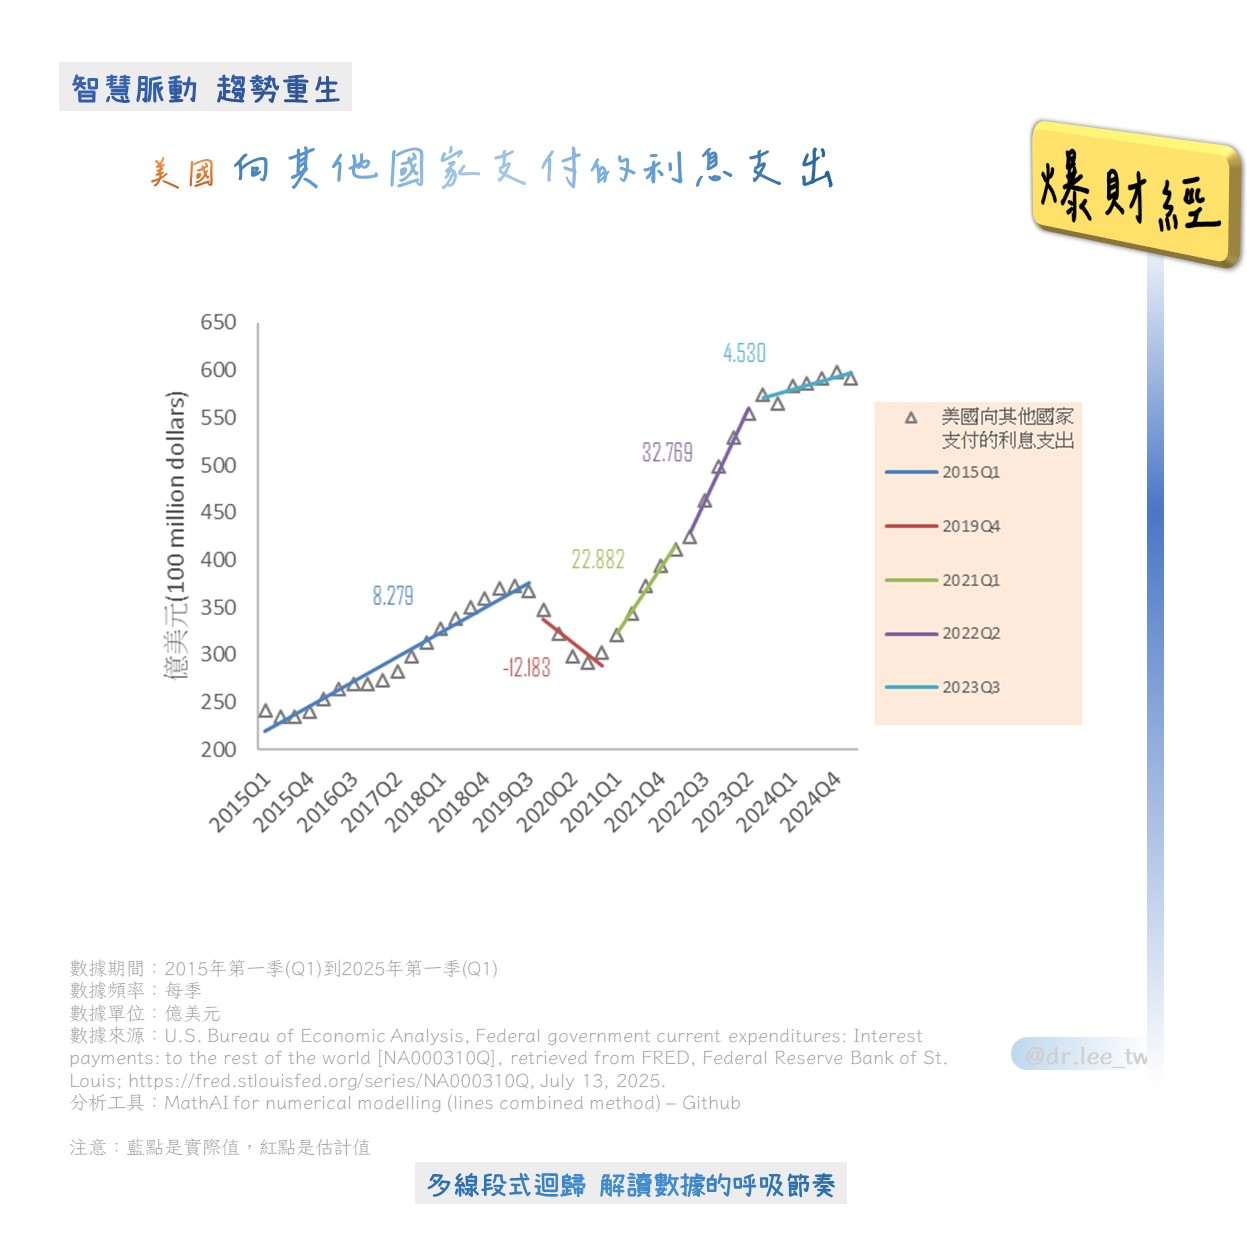 智慧脈動 趨勢重生
美國向其他國家支付的利息支出
爆財經
650
600
550
500
450
400
350
300
250
200
億美元(100 million dollars)
8.279
-12.183
22.882
32.769
4.530
2015Q1
2015Q4
2016Q3
2017Q2
2018Q1
2018Q4
2019Q3
2020Q2
2021Q1
2021Q4
2022Q3
2023Q2
2024Q1
2024Q4
美國向其他國家
支付的利息支出
2015Q1
2019Q4
2021Q1
2022Q2
2023Q3
數據期間：2015年第一季(Q1)到2025年第一季(Q1)
數據頻率：每季
數據單位：億美元
數據來源：U.S. Bureau of Economic Analysis, Federal government current expenditures: Interest
payments: to the rest of the world [NA000310Q], retrieved from FRED, Federal Reserve Bank of St.
Louis; https://fred.stlouisfed.org/series/NA000310Q, July 13, 2025.
分析工具：MathAI for numerical modelling (lines combined method) – Github
@dr.lee_tw
注意：藍點是實際值，紅點是估計值
多線段式迴歸 解讀數據的呼吸節奏